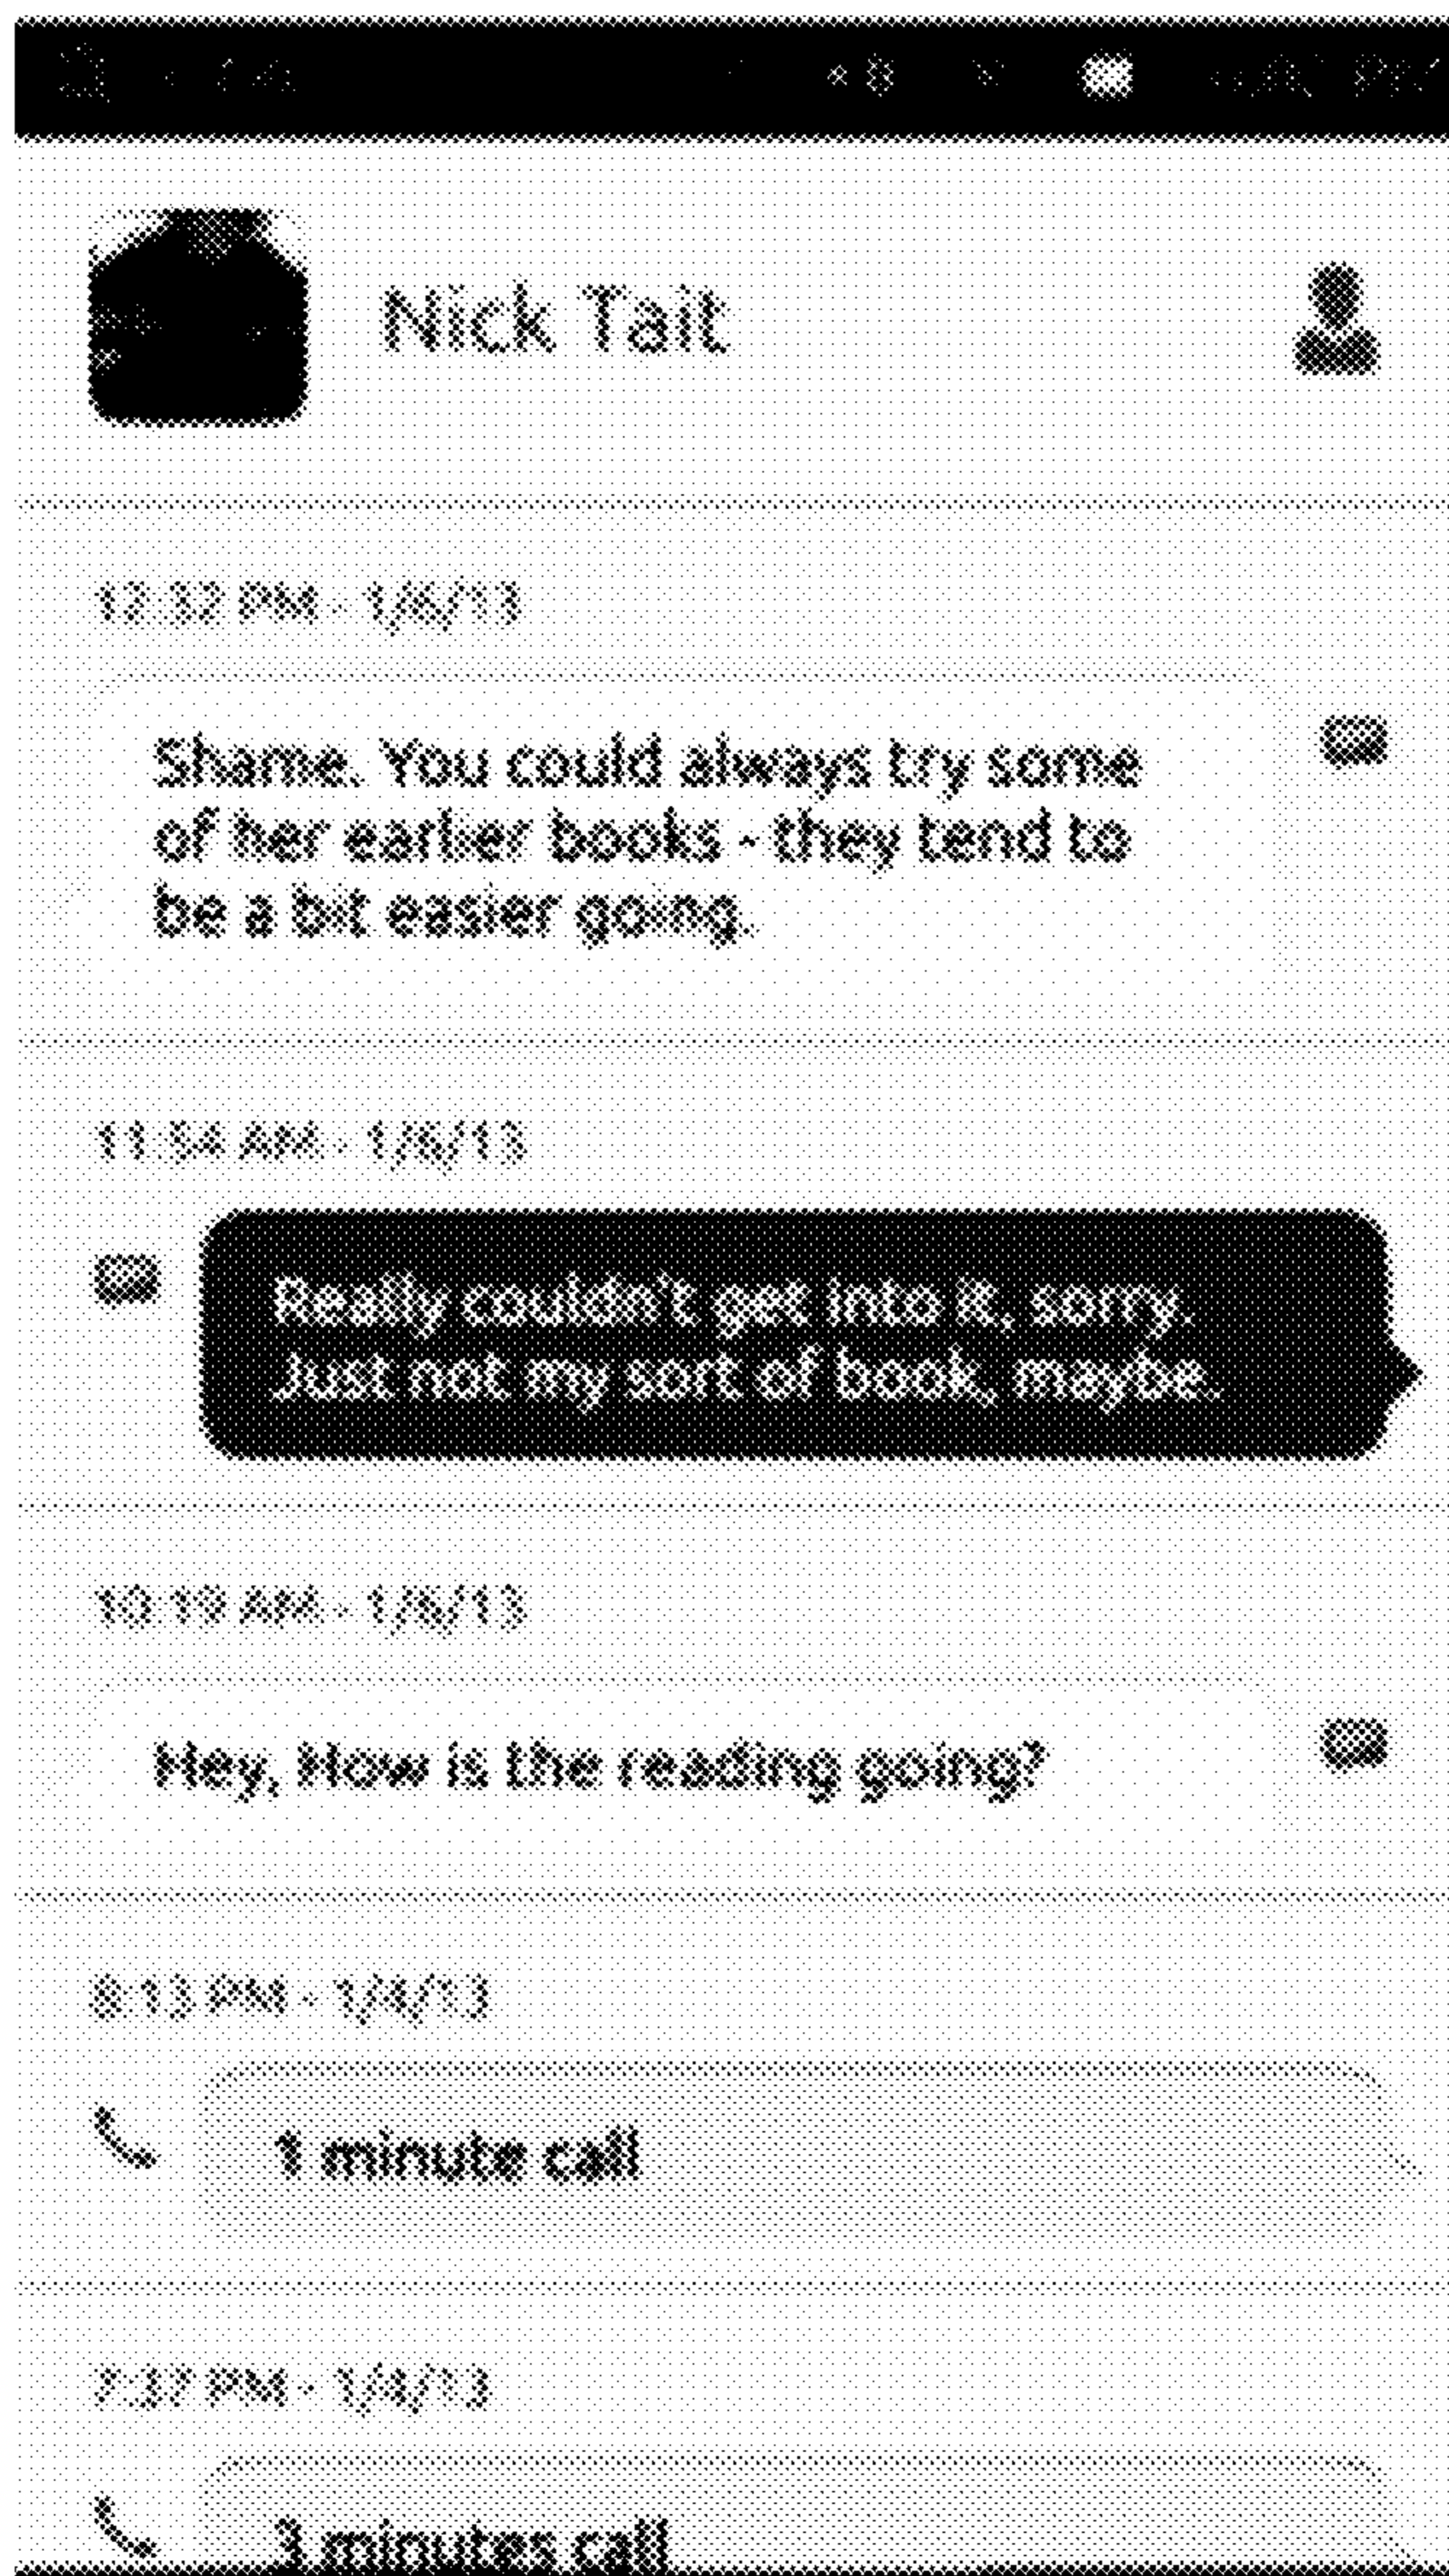 Nick Tait
12:32 PM · 1/6/13
Shame. You could always try some
of her earlier books - they tend to
be a bit easier going.
11:54 AM · 1/6/13
Really couldn't get into it, sorry.
Just not my sort of book, maybe.
10:19 AM · 1/6/13
Hey, How is the reading going?
8:13 PM · 1/4/13
1 minute call
7:37 PM · 1/4/13
3 minutes call